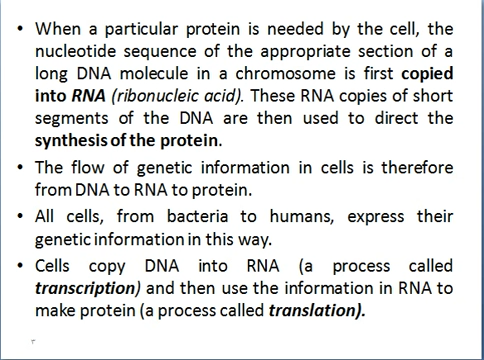 • When a particular protein is needed by the cell, the
nucleotide sequence of the appropriate section of a
long DNA molecule in a chromosome is first copied
into RNA (ribonucleic acid). These RNA copies of short
segments of the DNA are then used to direct the
synthesis of the protein.
• The flow of genetic information in cells is therefore
from DNA to RNA to protein.
• All cells, from bacteria to humans, express their
genetic information in this way.
• Cells copy DNA into RNA (a process called
transcription) and then use the information in RNA to
make protein (a process called translation).
٣